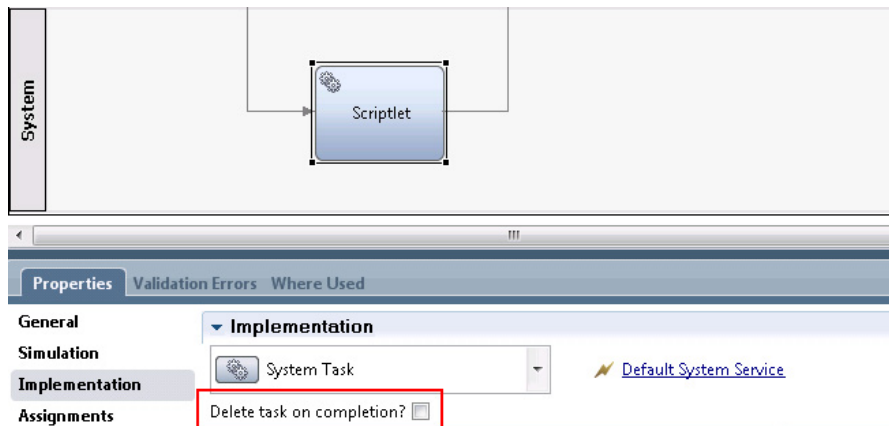 System
Scriptlet
Properties Validation Errors Where Used
General
Implementation
Simulation
System Task
Default System Service
Implementation
Delete task on completion?
Assignments